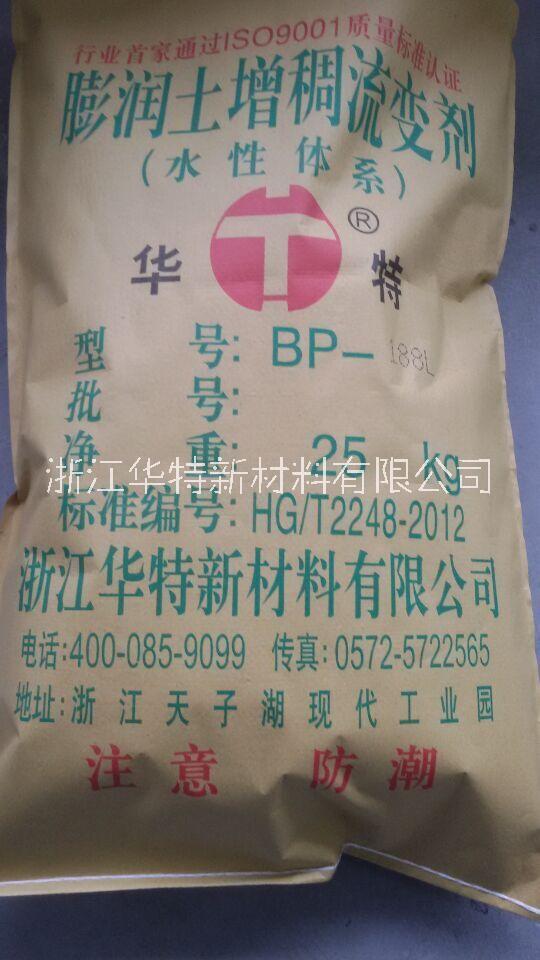 行业首家通过ISO9001质量标准认证
膨润土增稠流变剂
(水性体系)
华 T ® 特
型 号: BP-188L
批 号:
净 重: 25 kg
浙江华特新材料有限公司
标准编号: HG/T2248-2012
浙江华特新材料有限公司
电话:400-085-9099 传真:0572-5722565
地址:浙江天子湖现代工业园
注意 防潮